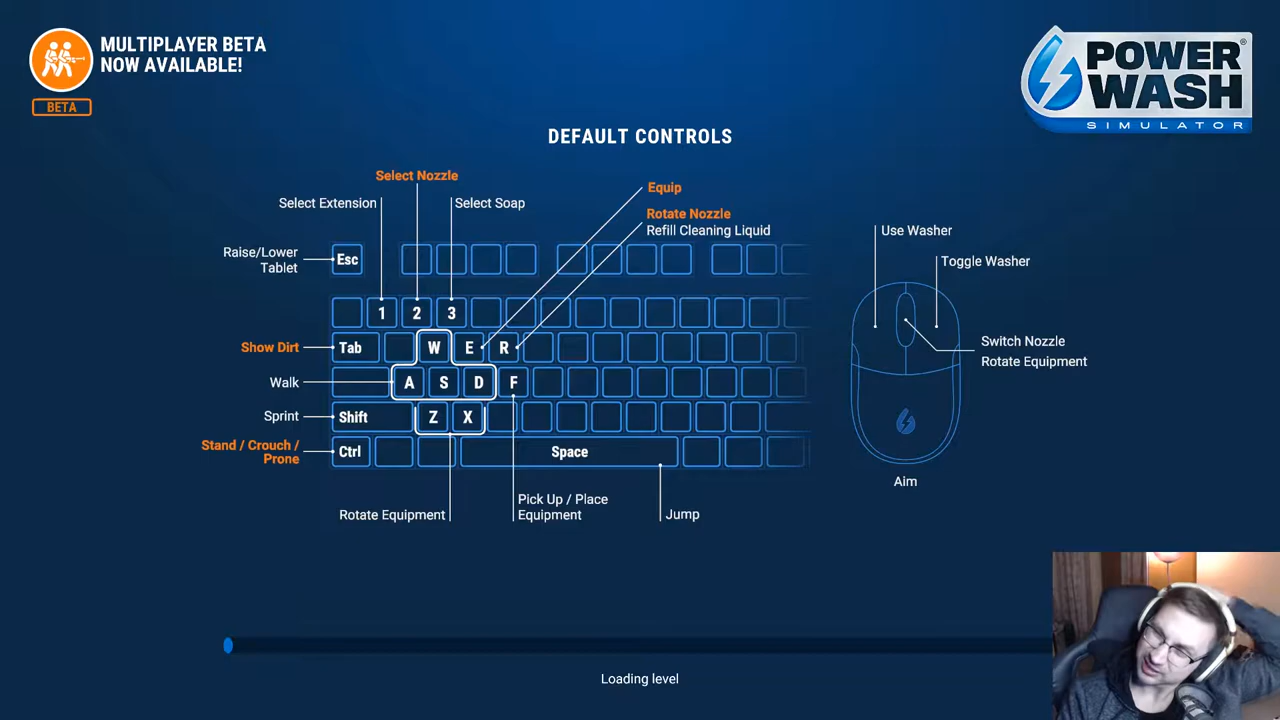 MULTIPLAYER BETA
NOW AVAILABLE!
BETA
POWER
WASH
SIMULATOR
DEFAULT CONTROLS
Select Nozzle
Select Extension
Select Soap
Equip
Rotate Nozzle
Refill Cleaning Liquid
Raise/Lower
Tablet
Esc
1 2 3
Show Dirt
Tab W E R
Walk
A S D F
Sprint
Shift Z X
Stand / Crouch /
Prone
Ctrl Space
Rotate Equipment
Pick Up / Place
Equipment
Jump
Use Washer
Toggle Washer
Switch Nozzle
Rotate Equipment
Aim
Loading level